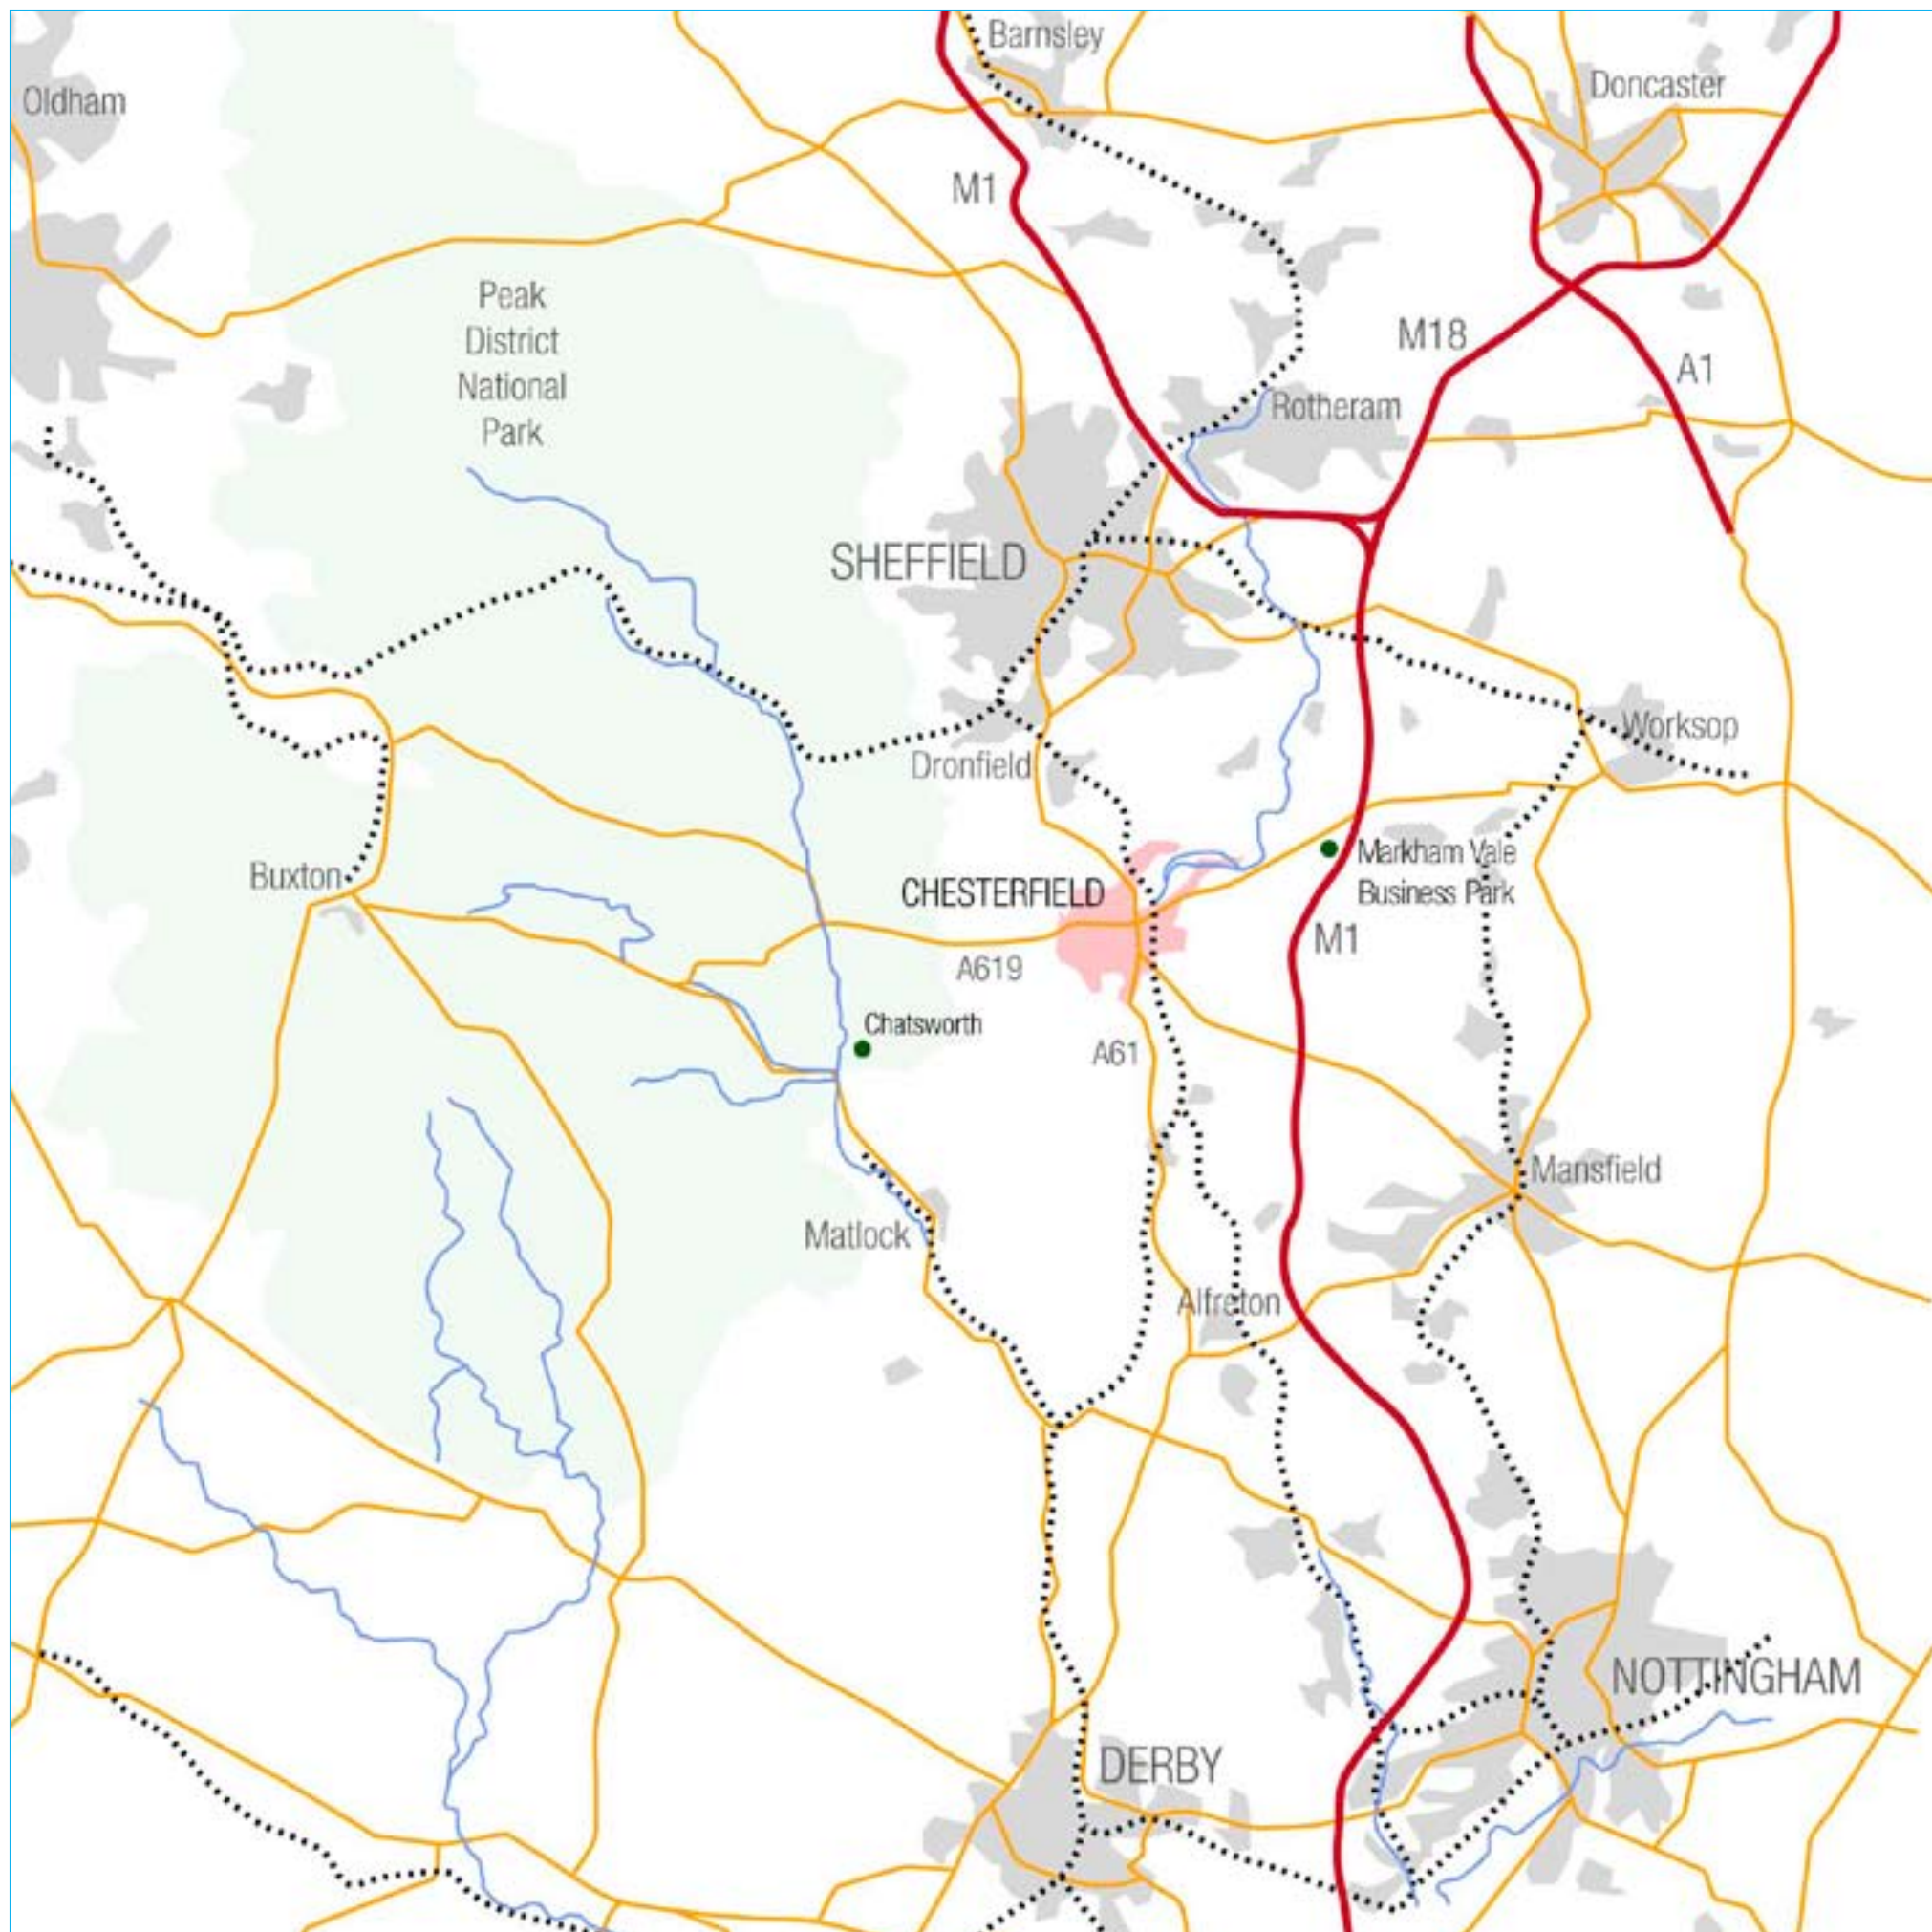 Barnsley
Oldham
Doncaster
M1
Peak
District
National
Park
M18
A1
Rotheram
SHEFFIELD
Worksop
Dronfield
Markham Vale
Business Park
Buxton
CHESTERFIELD
M1
A619
Chatsworth
A61
Mansfield
Matlock
Alfreton
NOTTINGHAM
DERBY